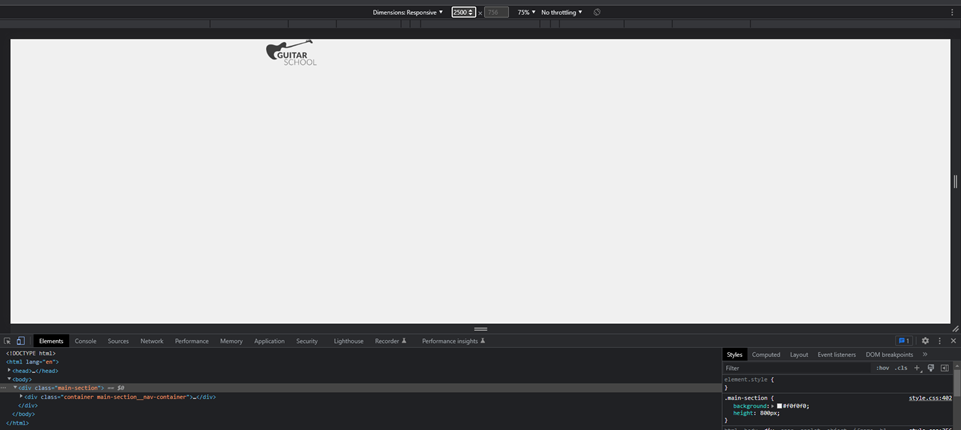 Dimensions: Responsive ▼ 2500 × 756 75% ▼ No throttling ▼
GUITAR
SCHOOL
Elements Console Sources Network Performance Memory Application Security Lighthouse Recorder Performance insights 1
<!DOCTYPE html>
<html lang="en">
▶ <head>…</head>
▼ <body>
… ▼ <div class="main-section"> == $0
▶ <div class="container main-section__nav-container">…</div>
</div>
</body>
</html>
Styles Computed Layout Event listeners DOM breakpoints »
Filter :hov .cls +
element.style {
}
.main-section { style.css:402
background: ▶ #f0f0f0;
height: 800px;
}